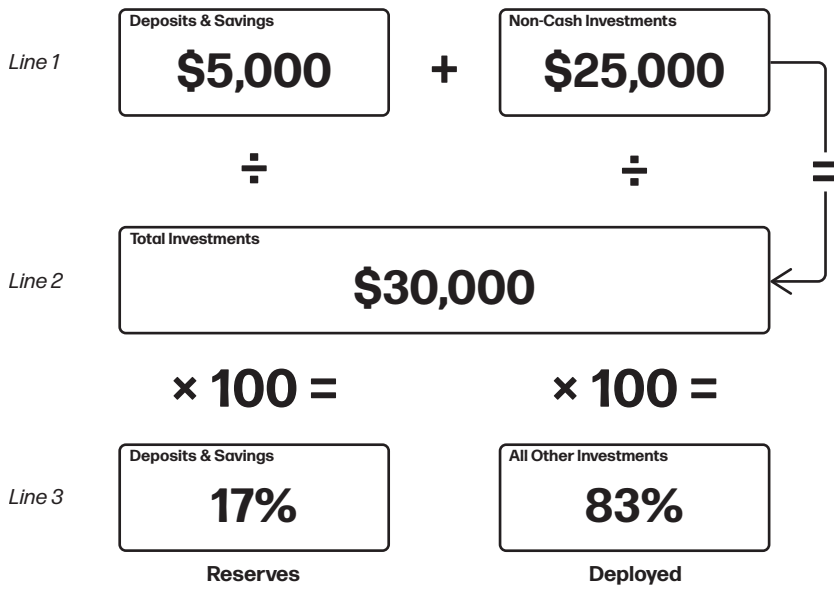 Deposits & Savings
Non-Cash Investments
Line 1
$5,000
+
$25,000
÷
÷
=
Total Investments
Line 2
$30,000
× 100 =
× 100 =
Deposits & Savings
All Other Investments
Line 3
17%
83%
Reserves
Deployed